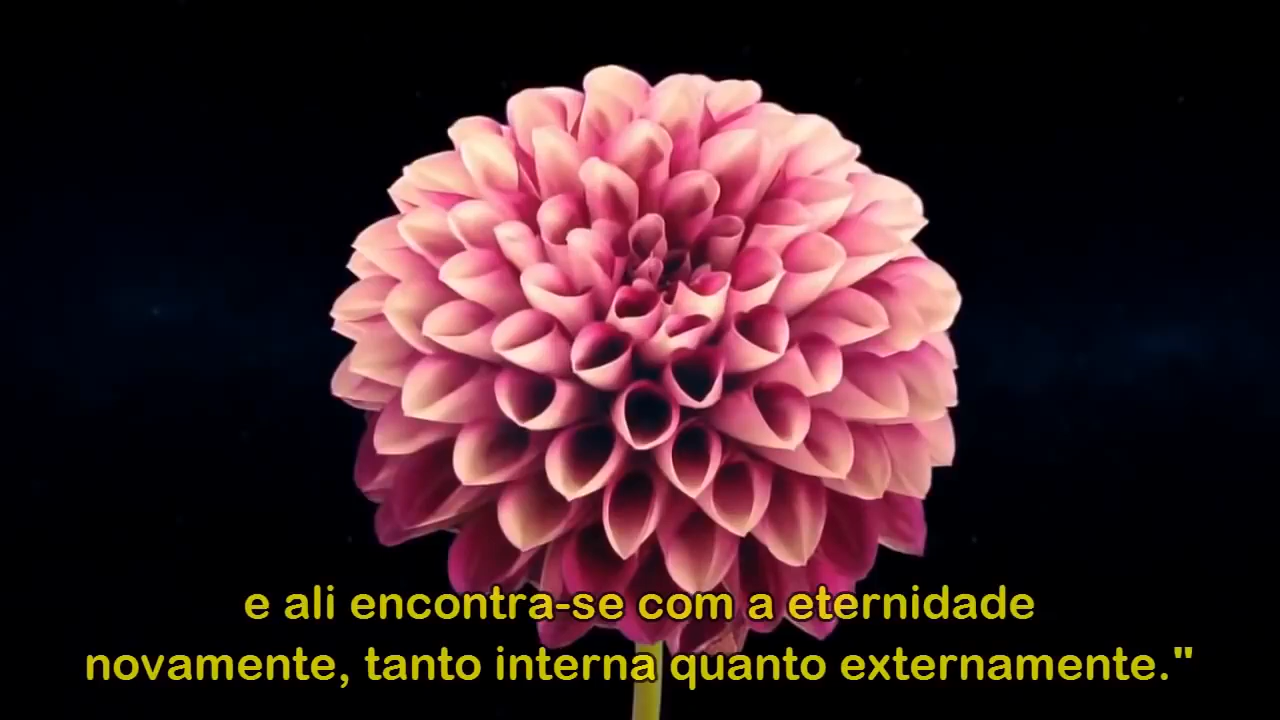 e ali encontra-se com a eternidade
novamente, tanto interna quanto externamente."